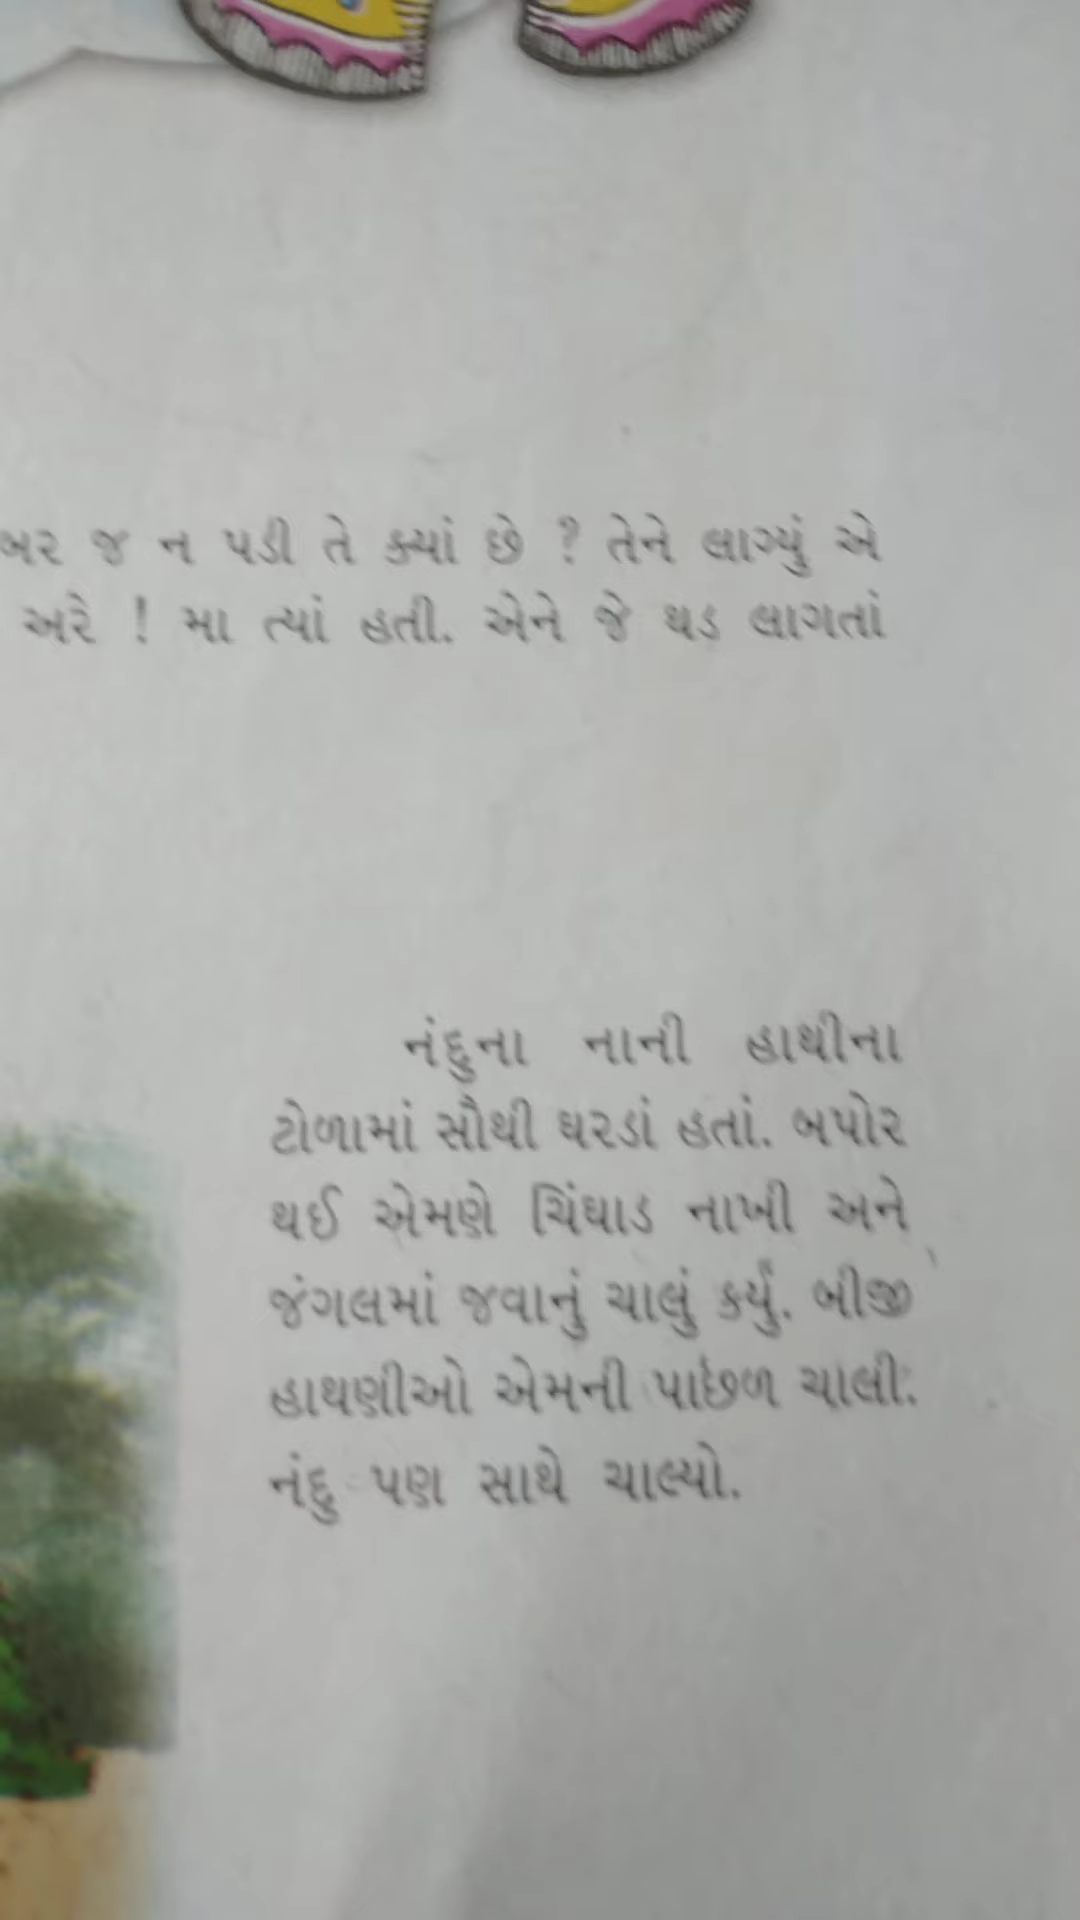 બર જ ન પડી તે ક્યાં છે ? તેને લાગ્યું એ
અરે ! મા ત્યાં હતી. એને જે થડ લાગતાં
નંદુના નાની હાથીના
ટોળામાં સૌથી ઘરડાં હતાં. બપોર
થઈ એમણે ચિંઘાડ નાખી અને
જંગલમાં જવાનું ચાલું કર્યું. બીજી
હાથણીઓ એમની પાછળ ચાલી.
નંદુ પણ સાથે ચાલ્યો.